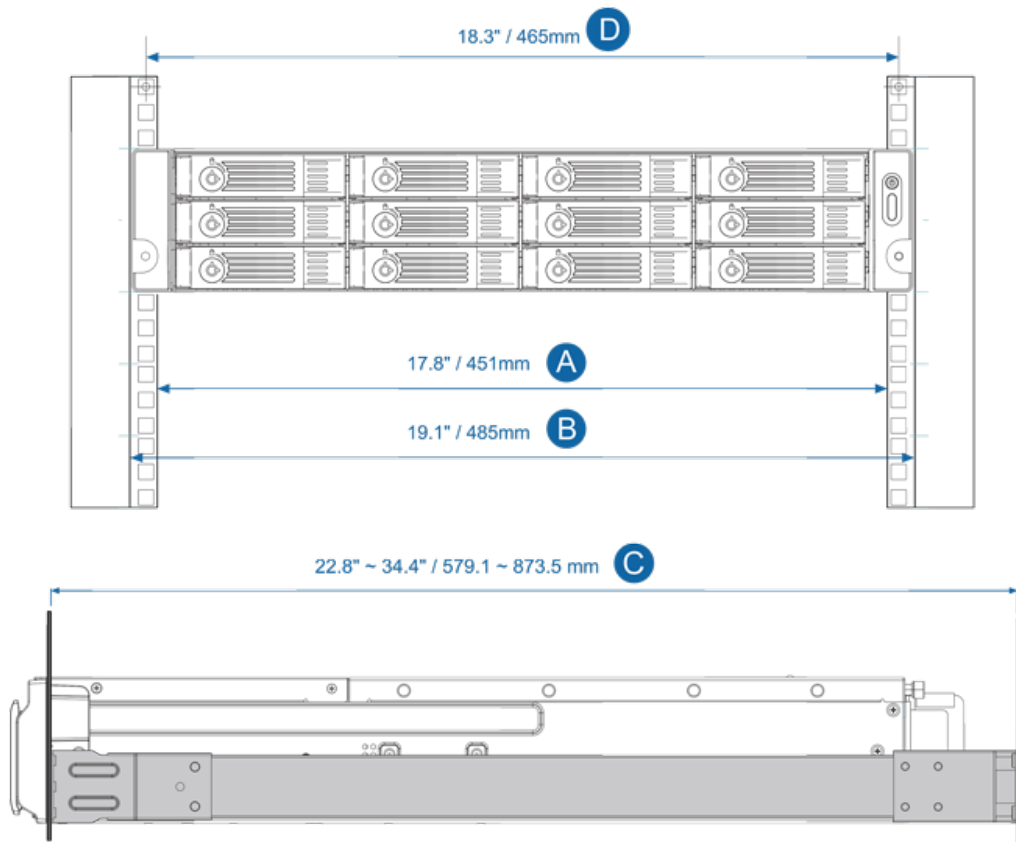 18.3" / 465mm D
17.8" / 451mm A
19.1" / 485mm B
22.8" ~ 34.4" / 579.1 ~ 873.5 mm C